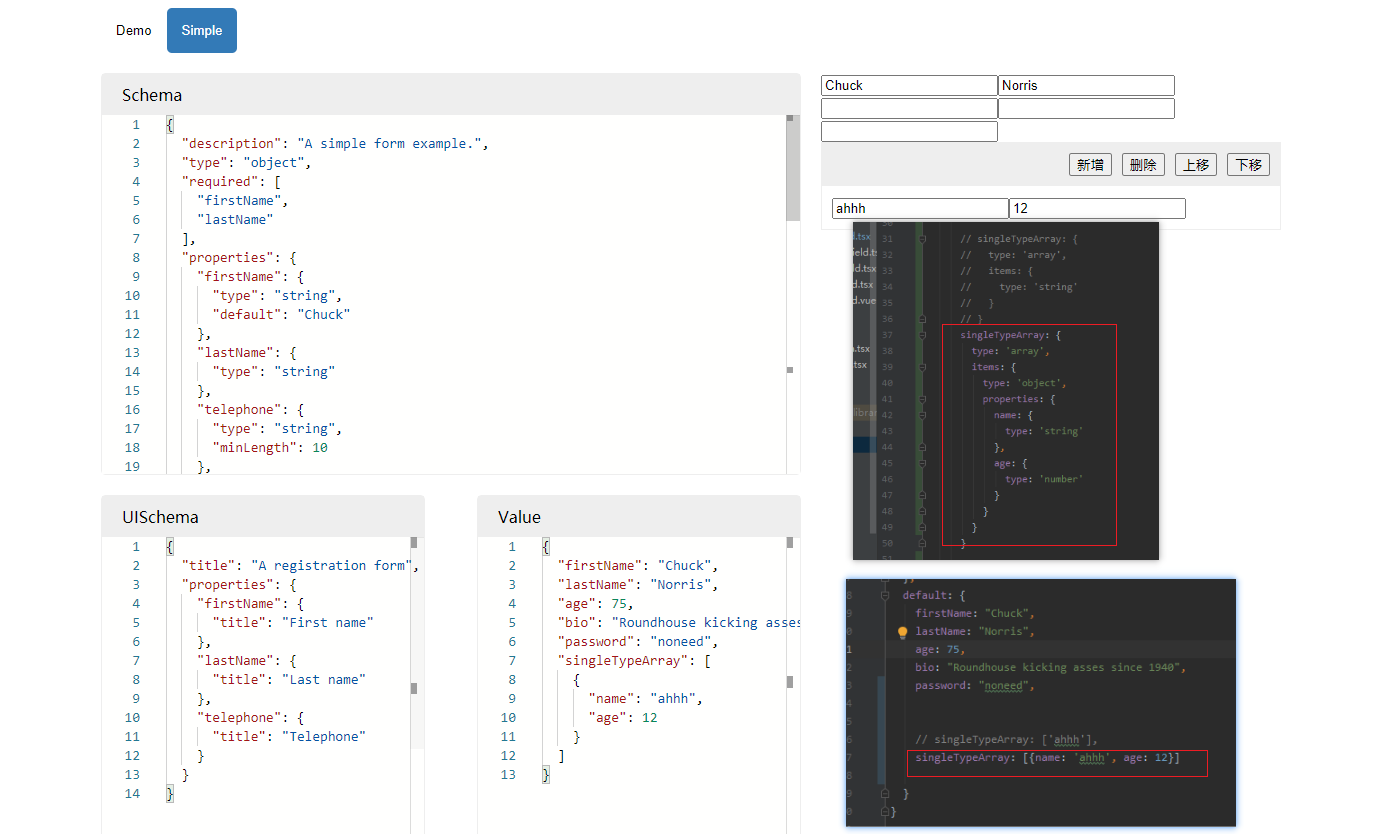 Demo
Simple
Schema
1 {
2 "description": "A simple form example.",
3 "type": "object",
4 "required": [
5 "firstName",
6 "lastName"
7 ],
8 "properties": {
9 "firstName": {
10 "type": "string",
11 "default": "Chuck"
12 },
13 "lastName": {
14 "type": "string"
15 },
16 "telephone": {
17 "type": "string",
18 "minLength": 10
19 },
UISchema
1 {
2 "title": "A registration form",
3 "properties": {
4 "firstName": {
5 "title": "First name"
6 },
7 "lastName": {
8 "title": "Last name"
9 },
10 "telephone": {
11 "title": "Telephone"
12 }
13 }
14 }
Value
1 {
2 "firstName": "Chuck",
3 "lastName": "Norris",
4 "age": 75,
5 "bio": "Roundhouse kicking asses
6 "password": "noneed",
7 "singleTypeArray": [
8 {
9 "name": "ahhh",
10 "age": 12
11 }
12 ]
13 }
Chuck
Norris
新增
删除
上移
下移
ahhh
12
31 // singleTypeArray: {
32 // type: 'array',
33 // items: {
34 // type: 'string'
35 // }
36 // }
37 singleTypeArray: {
38 type: 'array',
39 items: {
40 type: 'object',
41 properties: {
42 name: {
43 type: 'string'
44 },
45 age: {
46 type: 'number'
47 }
48 }
49 }
50 }
default: {
firstName: "Chuck",
lastName: "Norris",
age: 75,
bio: "Roundhouse kicking asses since 1940",
password: "noneed",
// singleTypeArray: ['ahhh'],
singleTypeArray: [{name: 'ahhh', age: 12}]
}
}